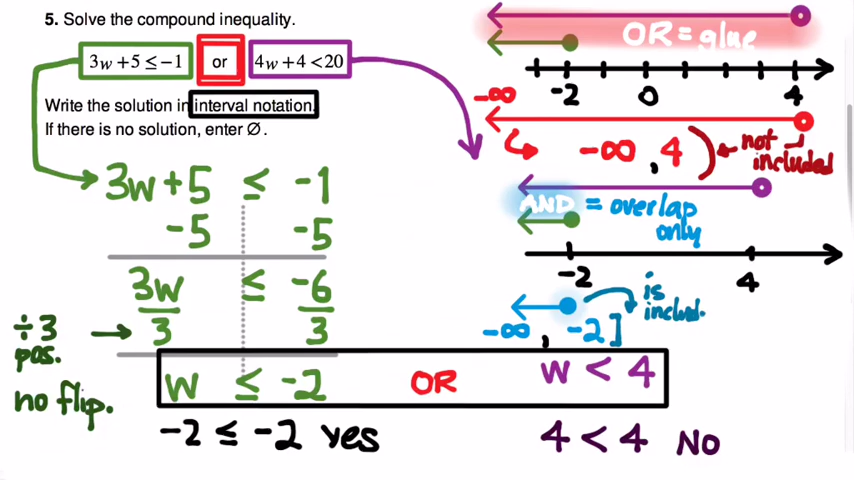 5. Solve the compound inequality.
3w + 5 ≤ −1 or 4w + 4 < 20
Write the solution in interval notation.
If there is no solution, enter Ø.
3w + 5 ≤ -1
-5 -5
3w ≤ -6
3 3
÷3
pos.
no flip.
w ≤ -2 OR w < 4
-2 ≤ -2 yes
4 < 4 NO
OR = glue
-2 0 4
-∞
-∞, 4) not
included
AND = overlap
only
-2 4
is
includ.
-∞, -2]